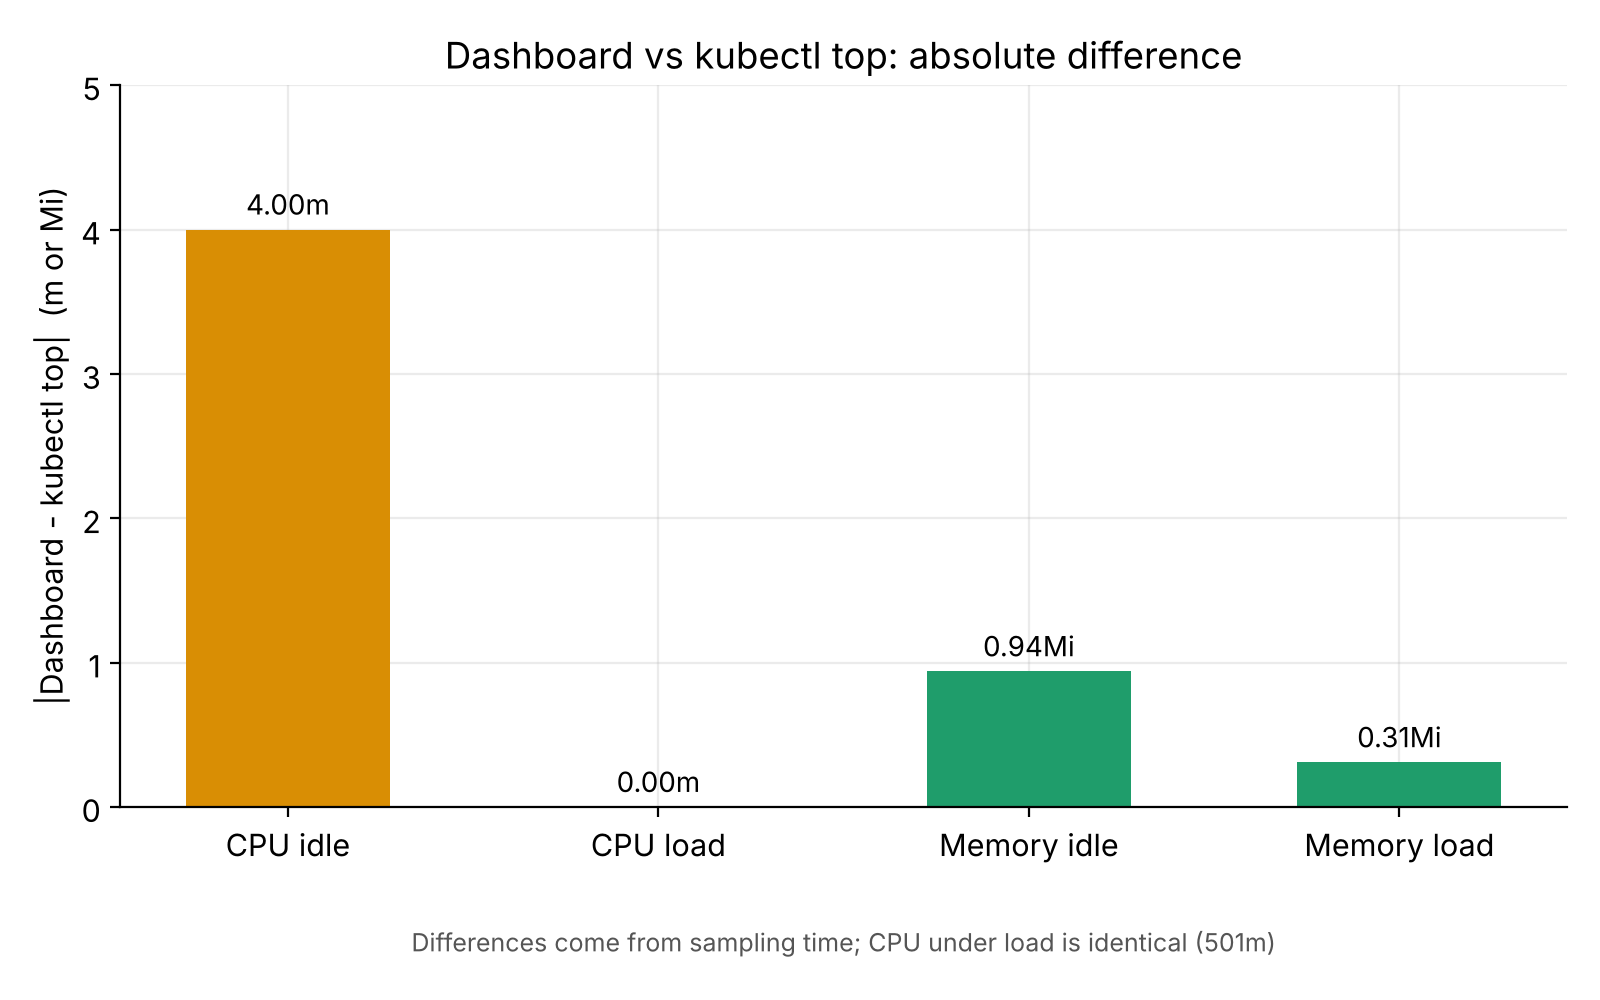 Dashboard vs kubectl top: absolute difference
|Dashboard - kubectl top|  (m or Mi)
5
4
3
2
1
0
4.00m
0.00m
0.94Mi
0.31Mi
CPU idle
CPU load
Memory idle
Memory load
Differences come from sampling time; CPU under load is identical (501m)